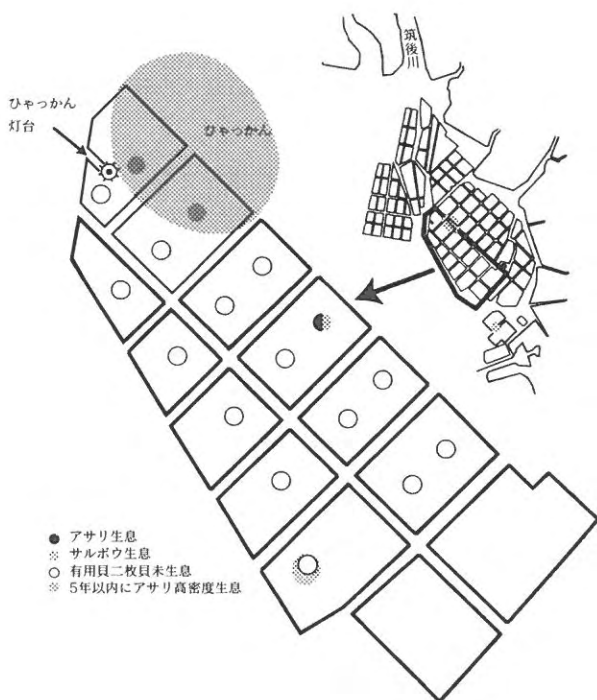 筑後川
ひゃっかん
灯台
ひゃっかん
アサリ生息
サルボウ生息
有用貝二枚貝未生息
5年以内にアサリ高密度生息